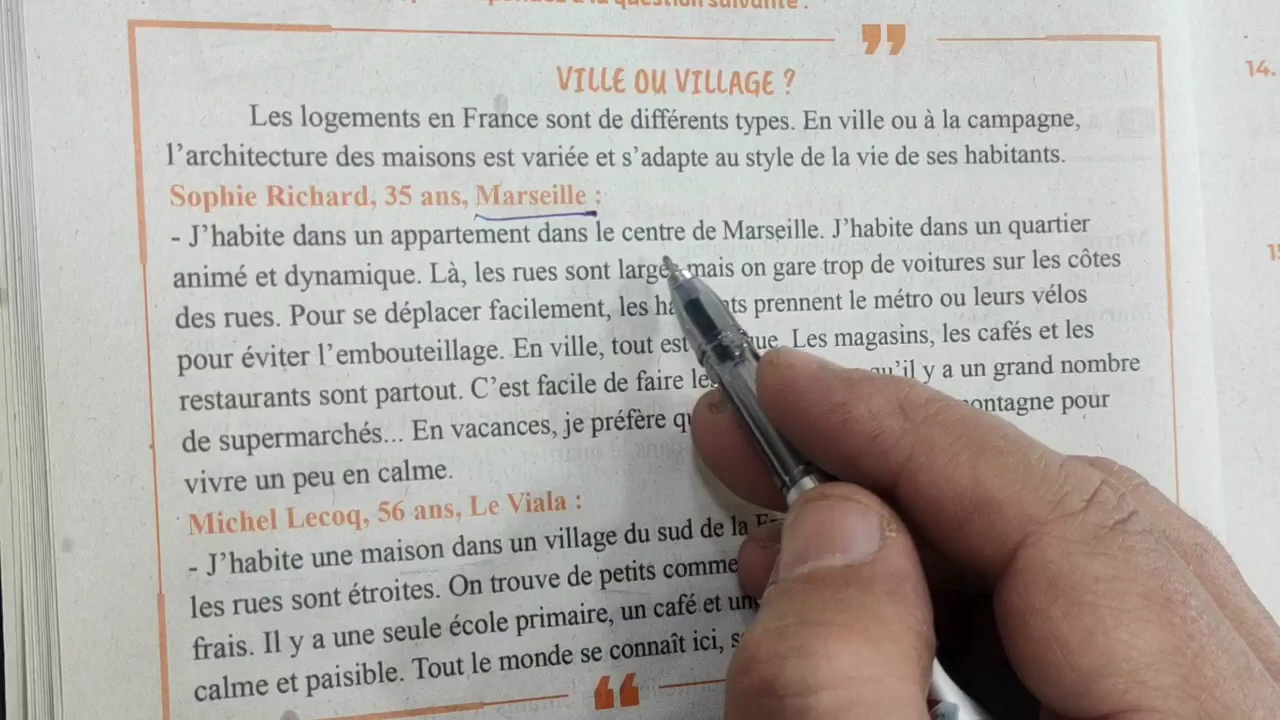 la question suivante :
VILLE OU VILLAGE ?
Les logements en France sont de différents types. En ville ou à la campagne,
l'architecture des maisons est variée et s'adapte au style de la vie de ses habitants.
Sophie Richard, 35 ans, Marseille :
- J'habite dans un appartement dans le centre de Marseille. J'habite dans un quartier
animé et dynamique. Là, les rues sont large mais on gare trop de voitures sur les côtes
des rues. Pour se déplacer facilement, les prennent le métro ou leurs vélos
pour éviter l'embouteillage. En ville, tout est Les magasins, les cafés et les
restaurants sont partout. C'est facile de faire qu'il y a un grand nombre
de supermarchés... En vacances, je préfère montagne pour
vivre un peu en calme.
Michel Lecoq, 56 ans, Le Viala :
- J'habite une maison dans un village du sud de la
les rues sont étroites. On trouve de petits
frais. Il y a une seule école primaire, un café et
calme et paisible. Tout le monde se connaît ici,
14.